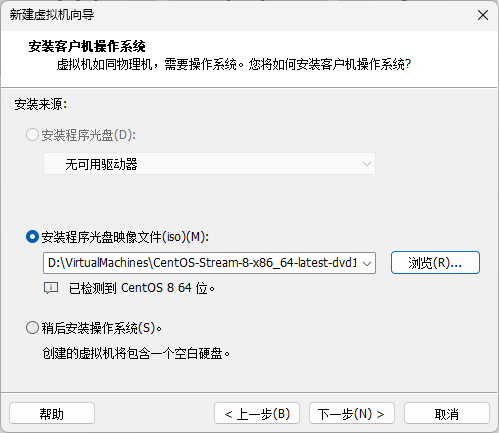 新建虚拟机向导
安装客户机操作系统
虚拟机如同物理机，需要操作系统。您将如何安装客户机操作系统?
安装来源:
安装程序光盘(D):
无可用驱动器
安装程序光盘映像文件(iso)(M):
D:\VirtualMachines\CentOS-Stream-8-x86_64-latest-dvd1
浏览(R)...
已检测到 CentOS 8 64 位。
稍后安装操作系统(S)。
创建的虚拟机将包含一个空白硬盘。
帮助
< 上一步(B)
下一步(N) >
取消